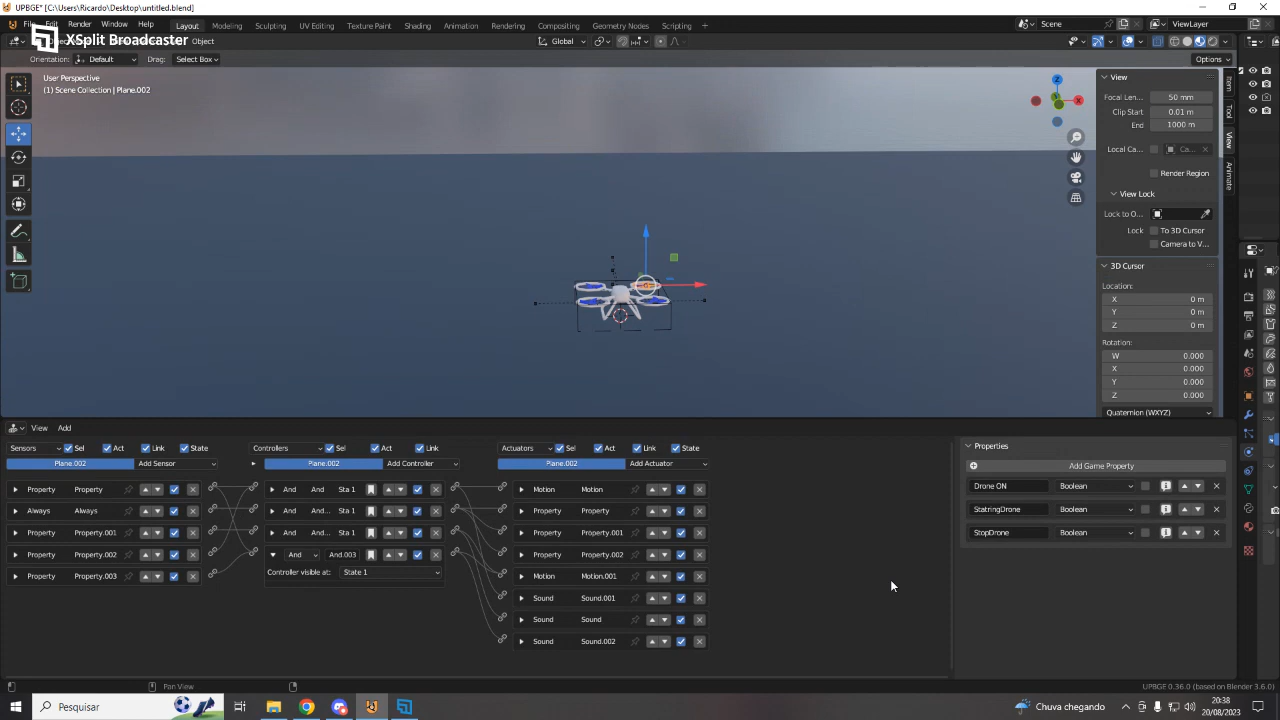 UPBGE* [C:\Users\Ricardo\Desktop\untitled.blend]
File Edit Render Window Help Layout Modeling Sculpting UV Editing Texture Paint Shading Animation Rendering Compositing Geometry Nodes Scripting Scene ViewLayer
XSplit Broadcaster
Object Global
Orientation: Default Drag: Select Box Options
User Perspective
(1) Scene Collection | Plane.002
Z
X
View
Focal Len... 50 mm
Clip Start 0.01 m
End 1000 m
Local Ca... Ca...
Render Region
View Lock
Lock to O...
Lock To 3D Cursor
Camera to V...
3D Cursor
Location:
X 0 m
Y 0 m
Z 0 m
Rotation:
W 0.000
X 0.000
Y 0.000
Z 0.000
Quaternion (WXYZ)
Item
Tool
View
Animate
View Add
Sensors Sel Act Link State Controllers Sel Act Link Actuators Sel Act Link State
Plane.002 Add Sensor Plane.002 Add Controller Plane.002 Add Actuator
Property Property And And Sta 1 Motion Motion
Always Always And And... Sta 1 Property Property
Property Property.001 And And... Sta 1 Property Propert...
Property Property.002 And And.003 Property Property.002
Property Property.003 Controller visible at: State 1 Motion Motion.001
Sound Sound.001
Sound Sound
Sound Sound.002
Properties
Add Game Property
Drone ON Boolean
StatringDrone Boolean
StopDrone Boolean
Pan View UPBGE 0.36.0 (based on Blender 3.6.0)
Pesquisar Chuva chegando 20:38
20/08/2023